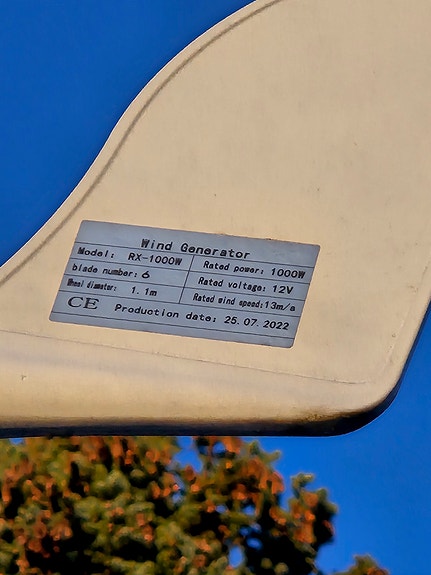 Wind Generator
Model: RX-1000W Rated power: 1000W
blade number: 6 Rated voltage: 12V
Wheel diameter: 1.1m Rated wind speed:13m/s
CE Production date: 25.07.2022